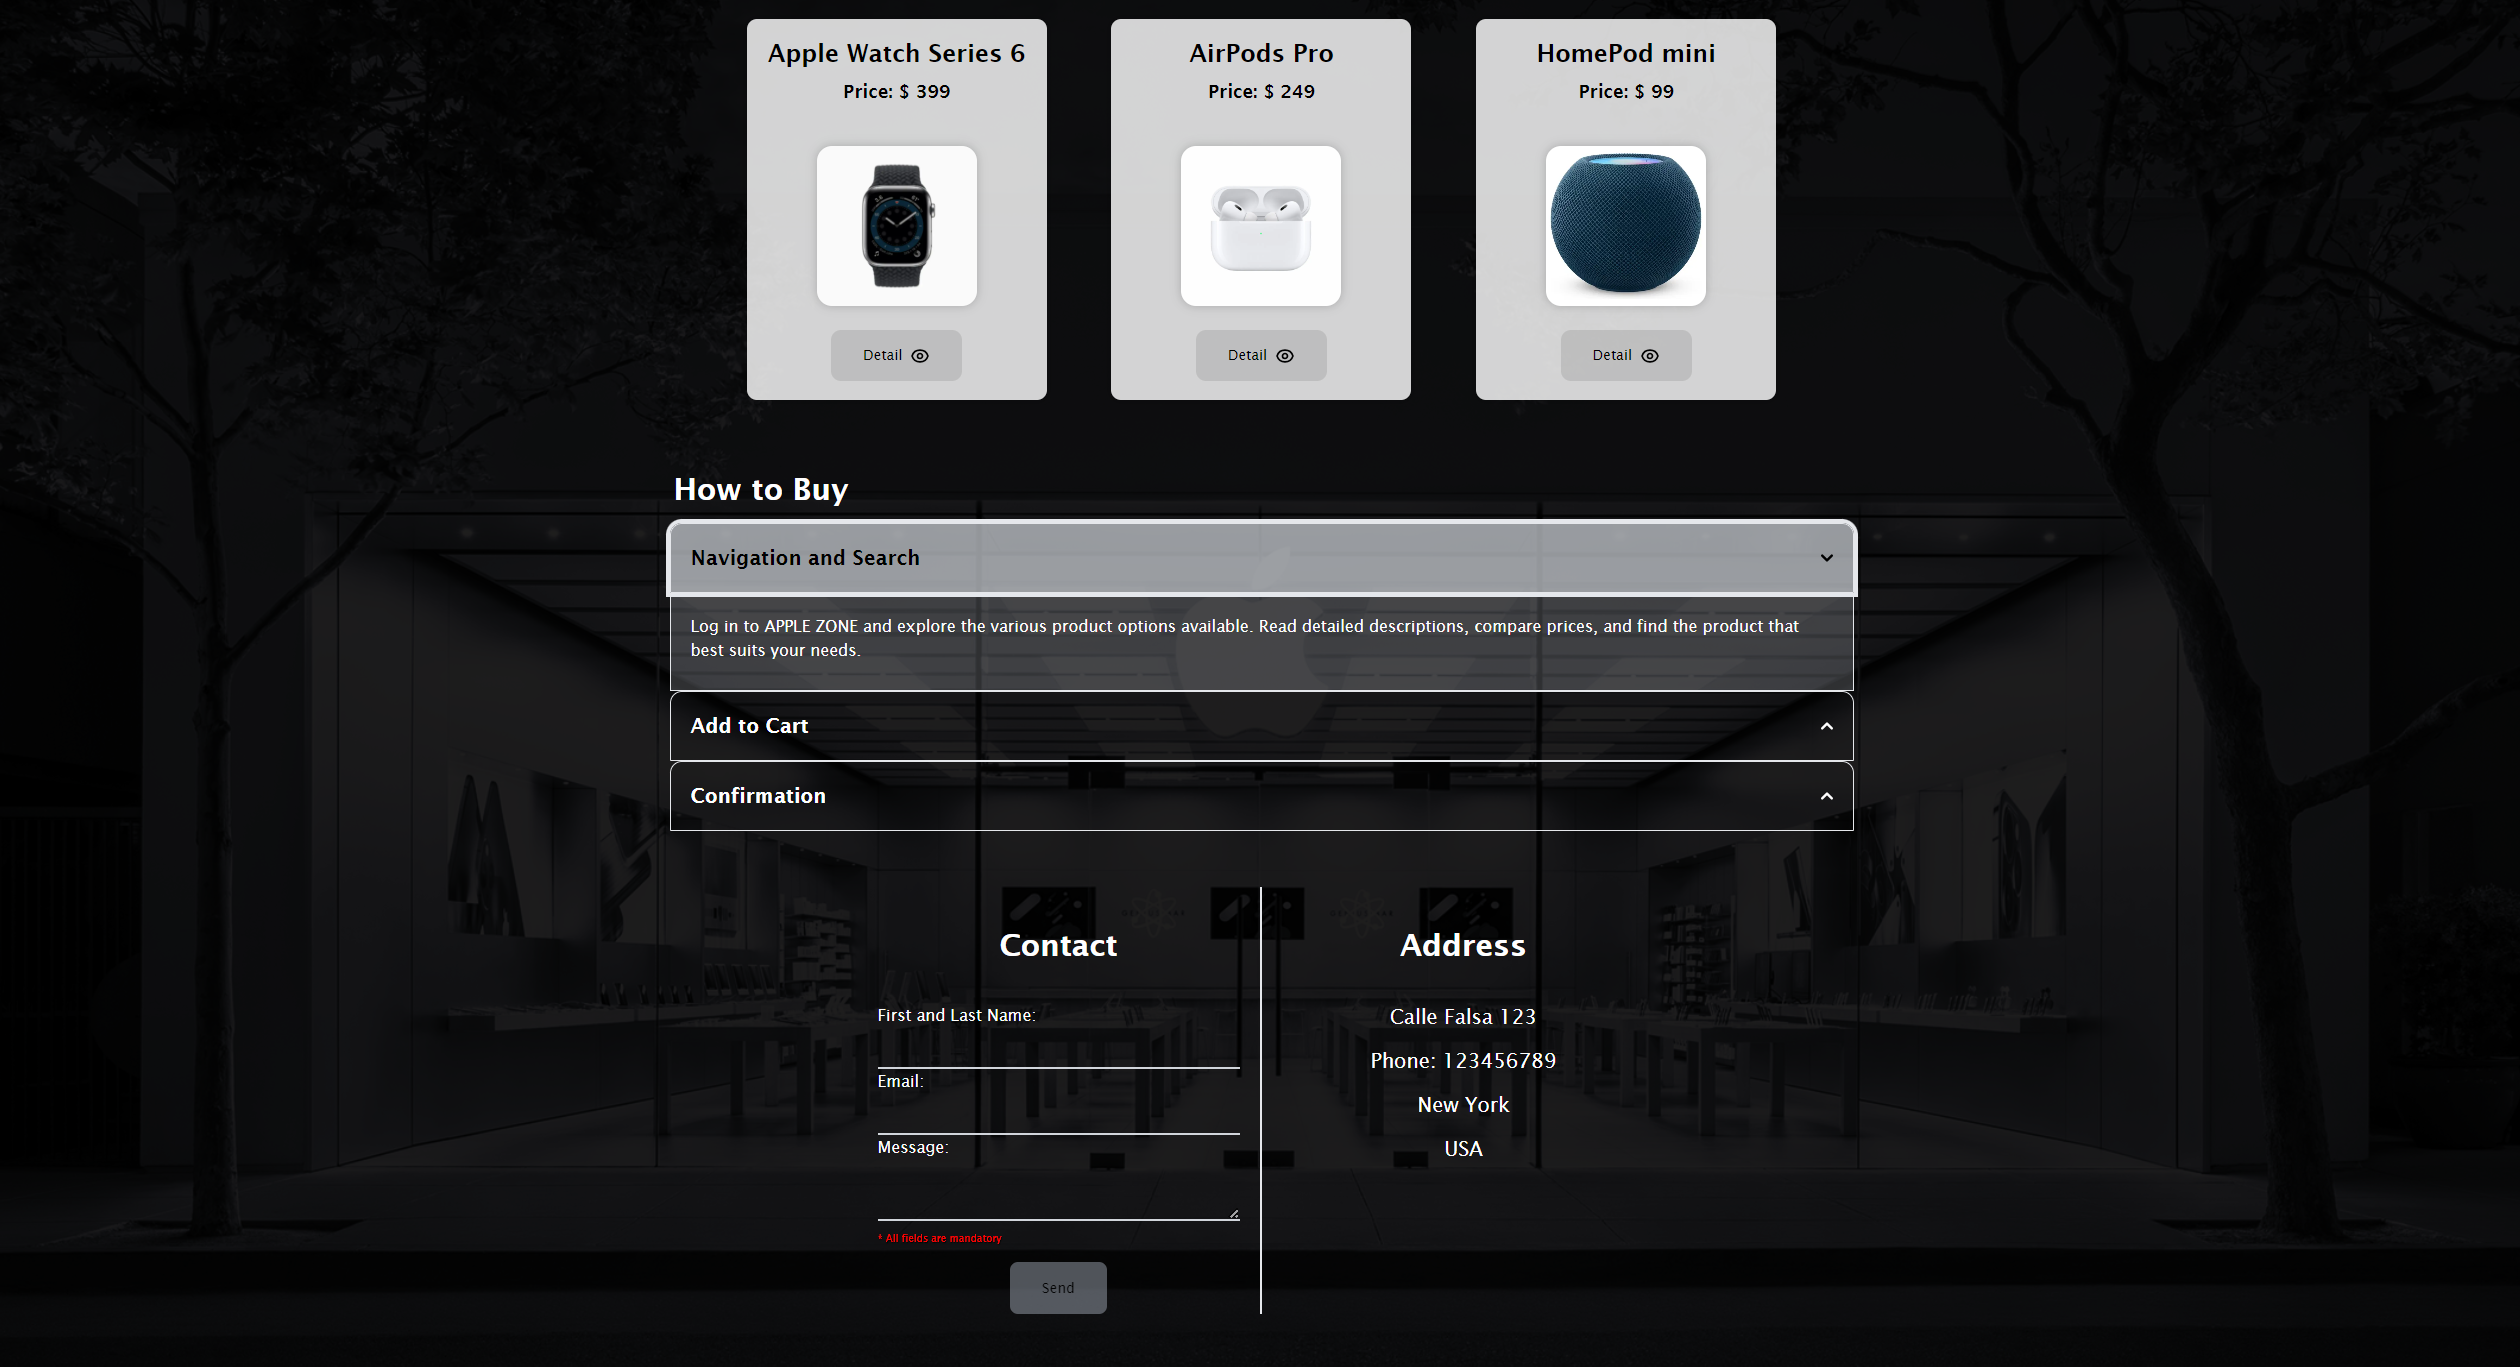 Apple Watch Series 6
Price: $ 399
Detail
AirPods Pro
Price: $ 249
Detail
HomePod mini
Price: $ 99
Detail
How to Buy
Navigation and Search
Log in to APPLE ZONE and explore the various product options available. Read detailed descriptions, compare prices, and find the product that
best suits your needs.
Add to Cart
Confirmation
Contact
First and Last Name:
Email:
Message:
* All fields are mandatory
Send
Address
Calle Falsa 123
Phone: 123456789
New York
USA